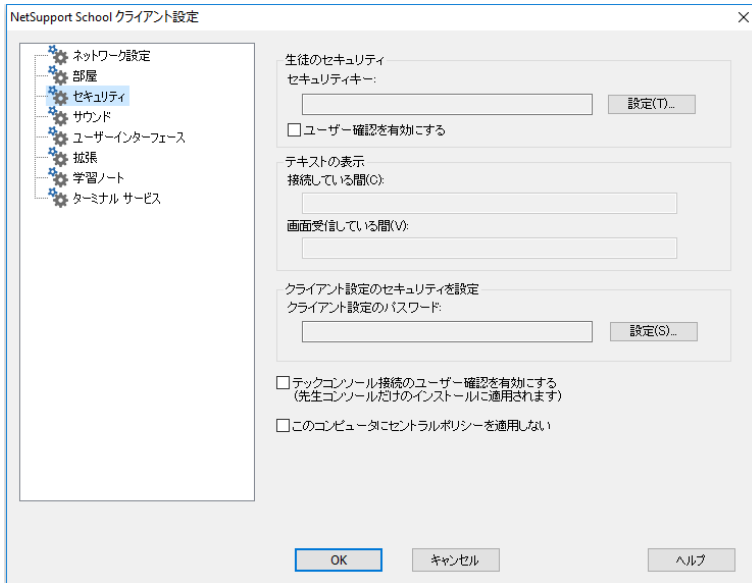 NetSupport School クライアント設定
ネットワーク設定
部屋
セキュリティ
サウンド
ユーザーインターフェース
拡張
学習ノート
ターミナル サービス
生徒のセキュリティ
セキュリティキー:
設定(T)...
ユーザー確認を有効にする
テキストの表示
接続している間(C):
画面受信している間(V):
クライアント設定のセキュリティを設定
クライアント設定のパスワード:
設定(S)...
テックコンソール接続のユーザー確認を有効にする
(先生コンソールだけのインストールに適用されます)
このコンピュータにセントラルポリシーを適用しない
OK
キャンセル
ヘルプ